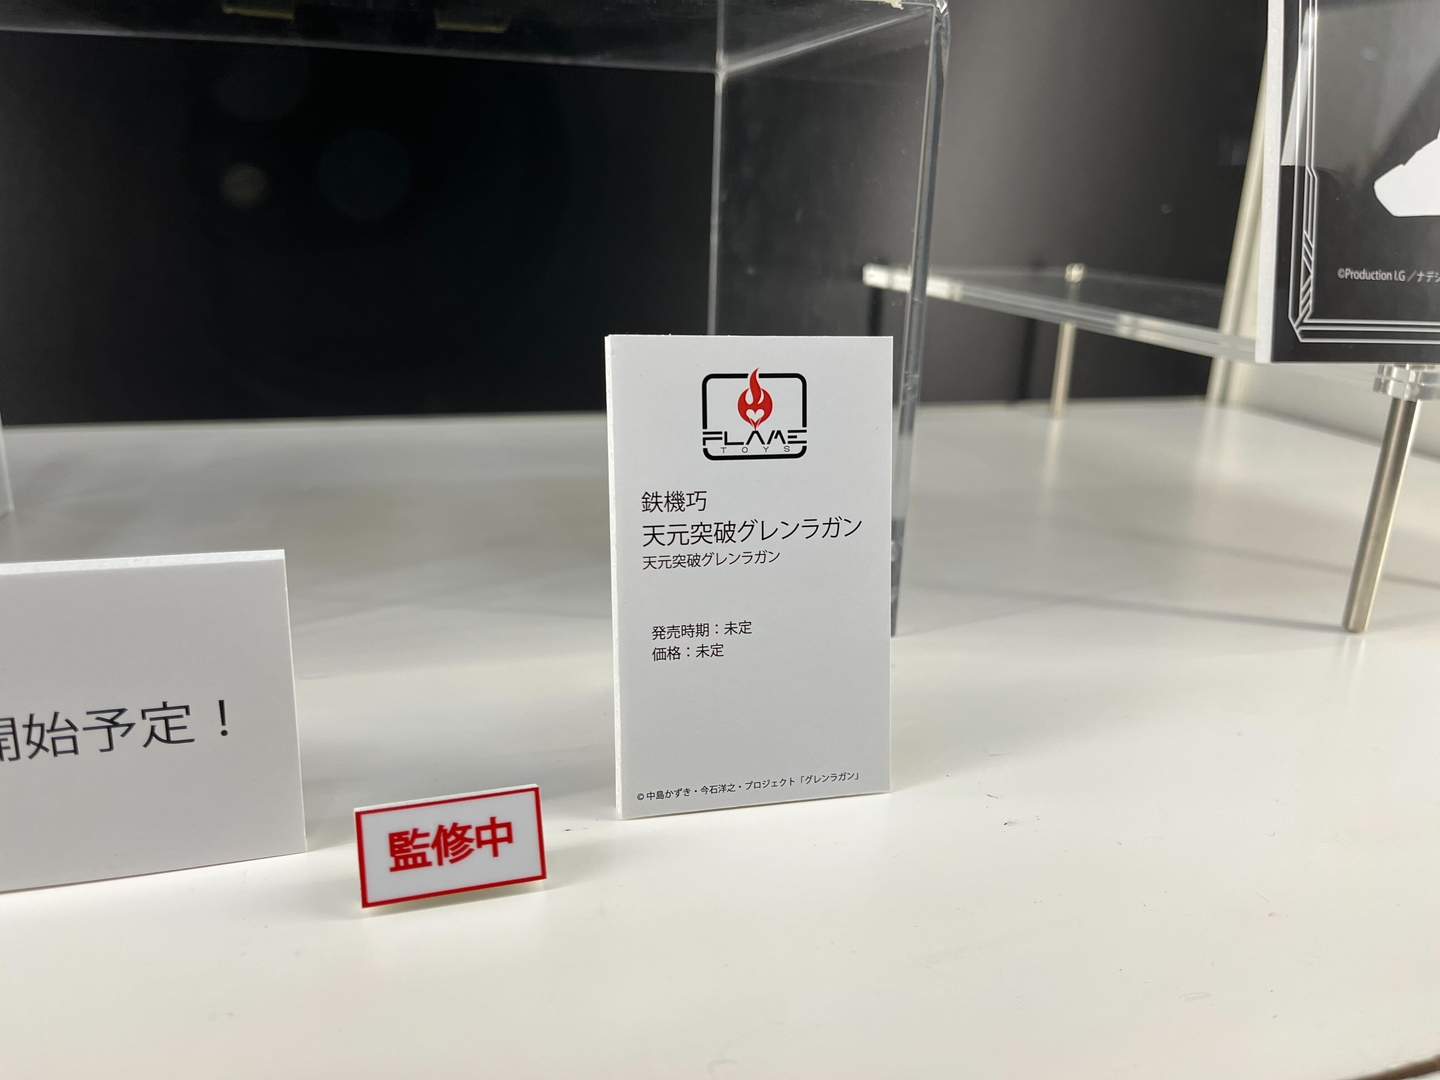 FLAME
TOYS
鉄機巧
天元突破グレンラガン
天元突破グレンラガン
発売時期：未定
価格：未定
©中島かずき・今石洋之・プロジェクト「グレンラガン」
開始予定！
監修中
©Production I.G／ナデシ